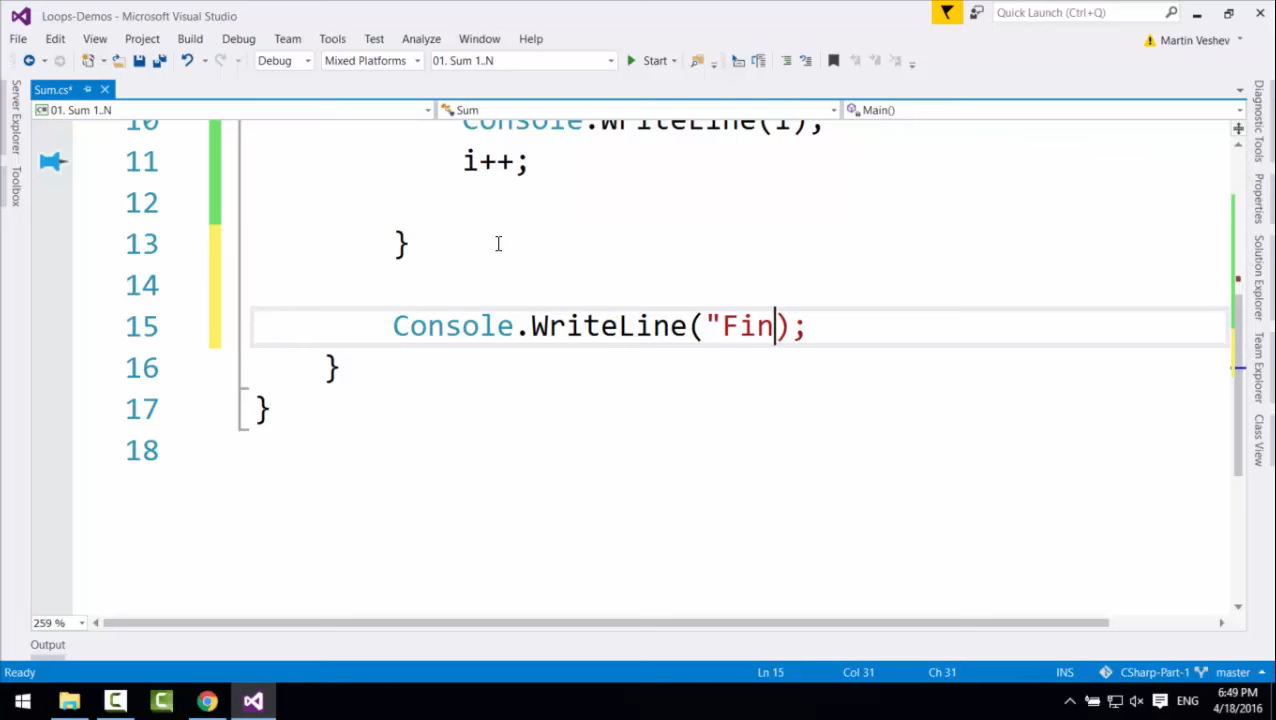 Loops-Demos - Microsoft Visual Studio
Quick Launch (Ctrl+Q)
File Edit View Project Build Debug Team Tools Test Analyze Window Help
Martin Veshev
Debug Mixed Platforms 01. Sum 1..N Start
Sum.cs*
01. Sum 1..N Sum Main()
Server Explorer
Toolbox
10 Console.WriteLine(i);
11 i++;
12
13 }
14
15 Console.WriteLine("Fin);
16 }
17 }
18
Diagnostic Tools
Properties
Solution Explorer
Team Explorer
Class View
259 %
Output
Ready Ln 15 Col 31 Ch 31 INS CSharp-Part-1 master
ENG
6:49 PM
4/18/2016